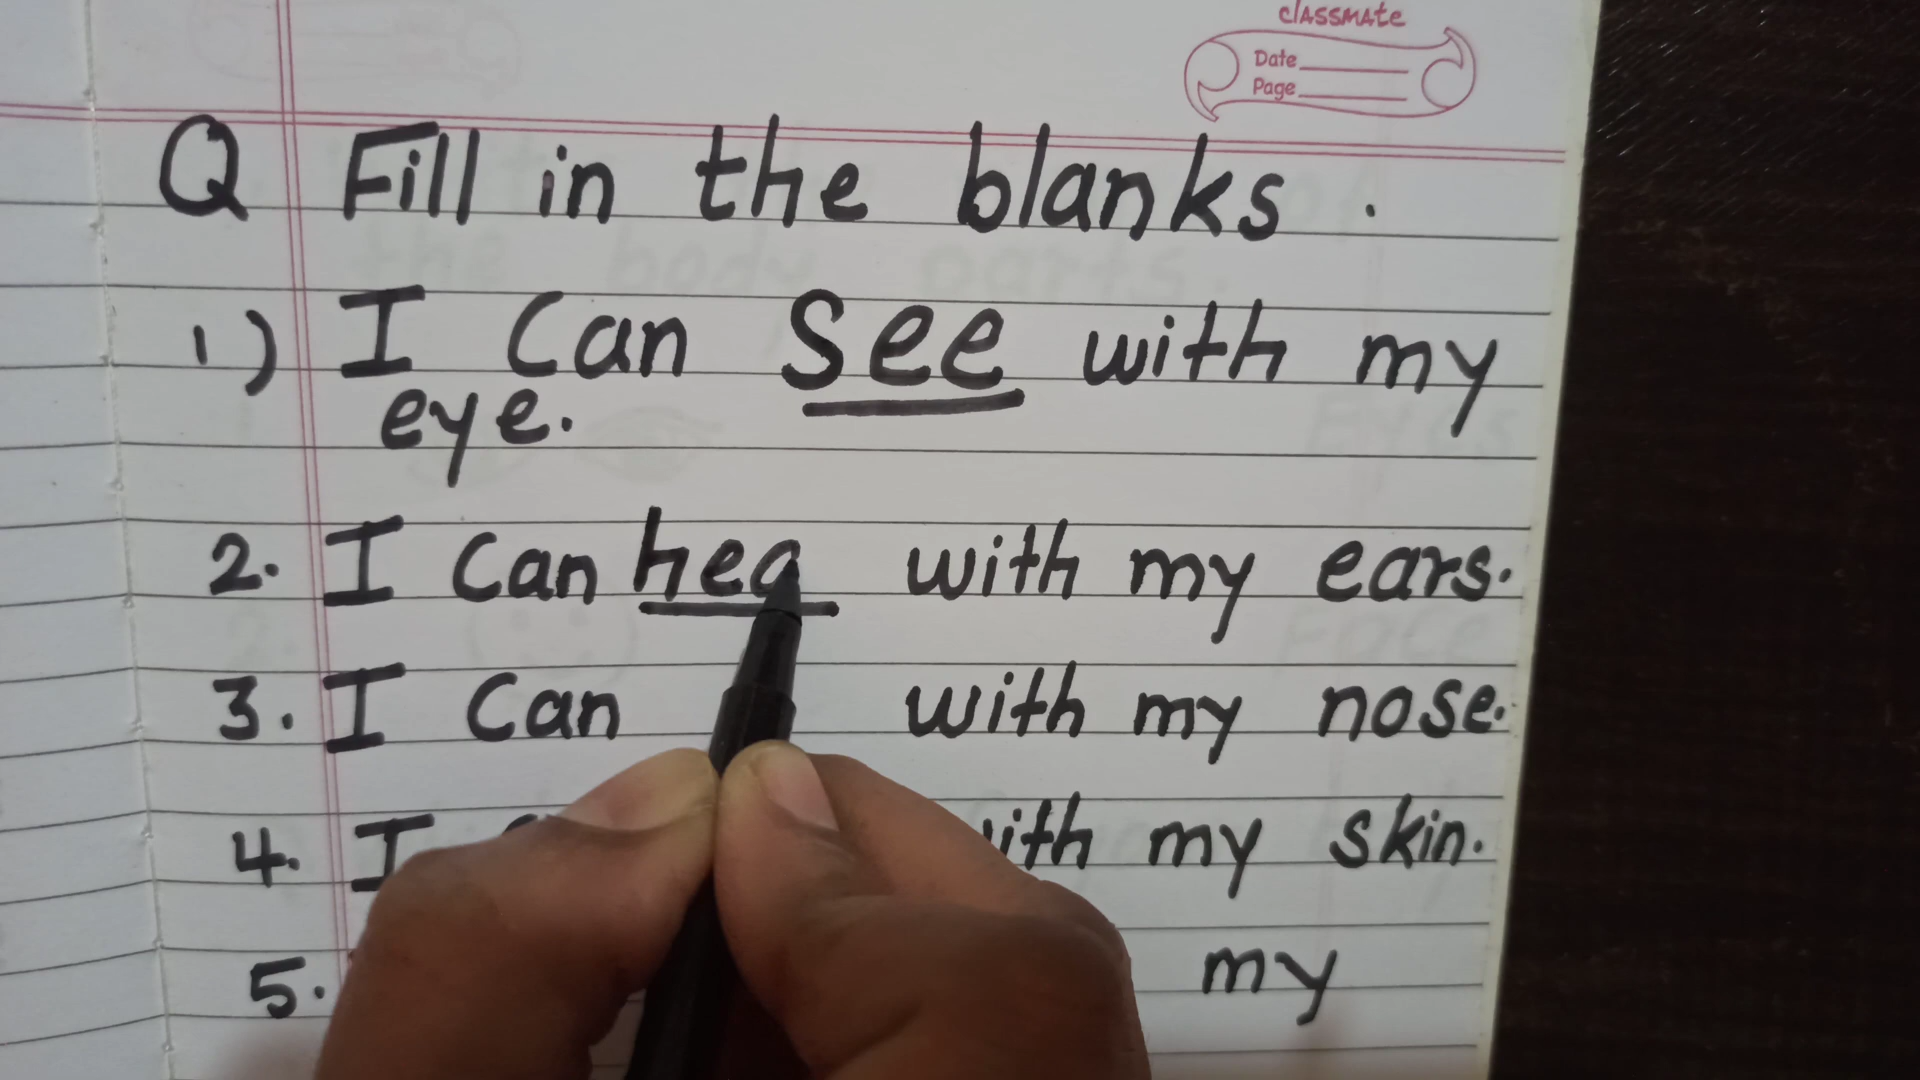 classmate
Date
Page
Q Fill in the blanks.
1) I Can see with my
eye.
2. I Can hea with my ears.
3. I Can with my nose.
4. I with my skin.
5. my